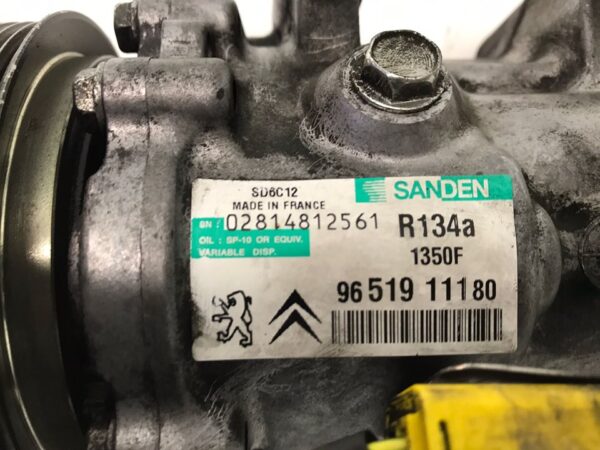 SD6C12
MADE IN FRANCE
SANDEN
SN : 02814812561
R134a
OIL : SP-10 OR EQUIV.
VARIABLE DISP.
1350F
96 519 111 80